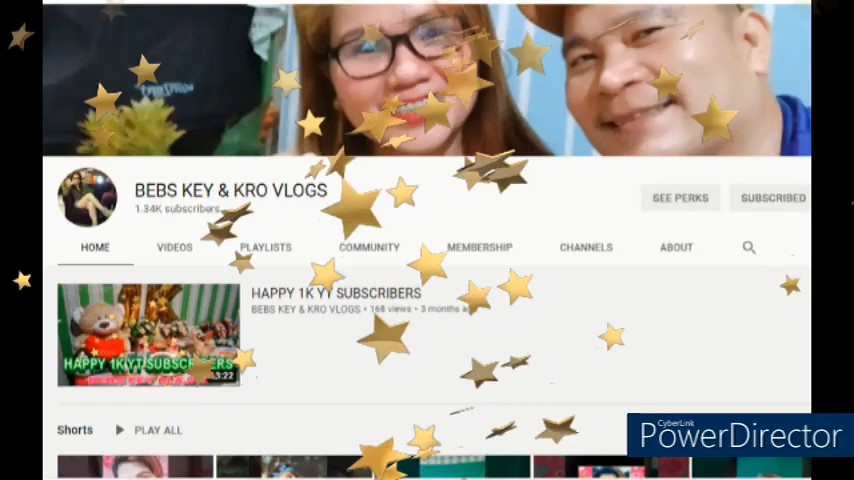 BEBS KEY & KRO VLOGS
1.34K subscribers
SEE PERKS
SUBSCRIBED
HOME
VIDEOS
PLAYLISTS
COMMUNITY
MEMBERSHIP
CHANNELS
ABOUT
HAPPY 1K YT SUBSCRIBERS
BEBS KEY & KRO VLOGS • 168 views • 3 months
HAPPY 1K YT SUBSCRIBERS
3:22
Shorts
PLAY ALL
CyberLink
PowerDirector